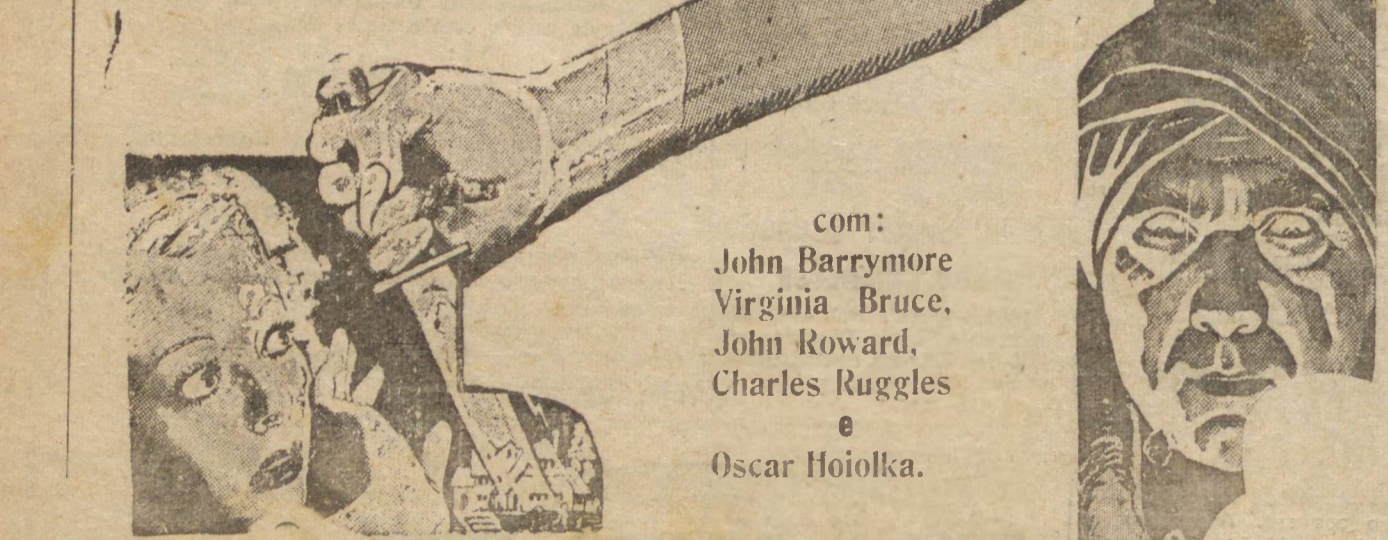 com:
John Barrymore
Virginia Bruce,
John Roward,
Charles Ruggles
e
Oscar Hoiolka.